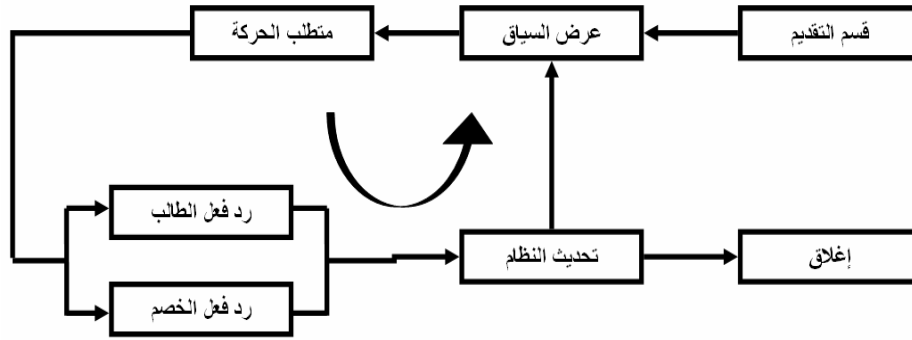 قسم التقديم
عرض السياق
متطلب الحركة
رد فعل الطالب
رد فعل الخصم
تحديث النظام
إغلاق